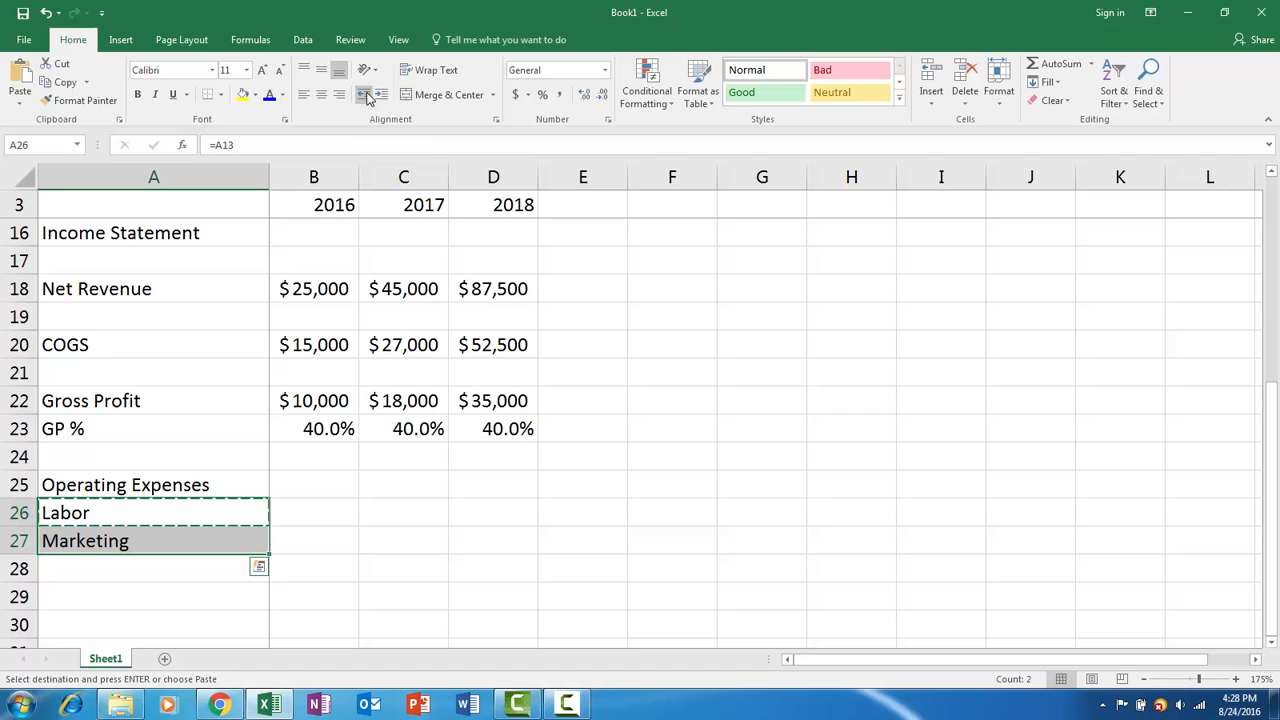 Book1 - Excel
Sign in
File Home Insert Page Layout Formulas Data Review View Tell me what you want to do Share
Paste
Cut
Copy
Format Painter
Clipboard
Calibri 11
B I U
Font
Wrap Text
Merge & Center
Alignment
General
$ % ,
Number
Conditional Formatting
Format as Table
Normal Bad
Good Neutral
Styles
Insert Delete Format
Cells
AutoSum
Fill
Clear
Sort & Filter
Find & Select
Editing
A26 fx =A13
A B C D E F G H I J K L
3 2016 2017 2018
16 Income Statement
17
18 Net Revenue $25,000 $45,000 $87,500
19
20 COGS $15,000 $27,000 $52,500
21
22 Gross Profit $10,000 $18,000 $35,000
23 GP % 40.0% 40.0% 40.0%
24
25 Operating Expenses
26 Labor
27 Marketing
28
29
30
Sheet1
Select destination and press ENTER or choose Paste Count: 2 175%
4:28 PM
8/24/2016